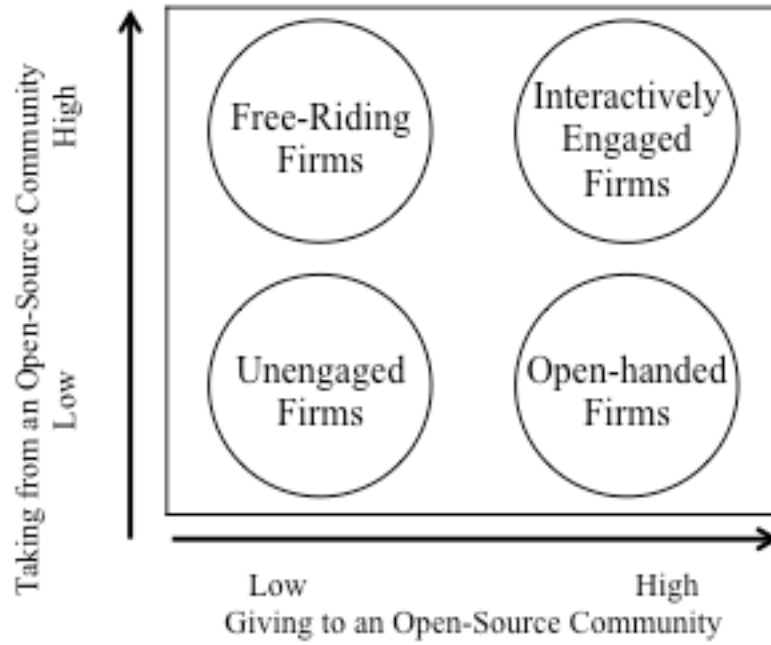 Taking from an Open-Source Community
High
Low
Free-Riding
Firms
Interactively
Engaged
Firms
Unengaged
Firms
Open-handed
Firms
Low
High
Giving to an Open-Source Community